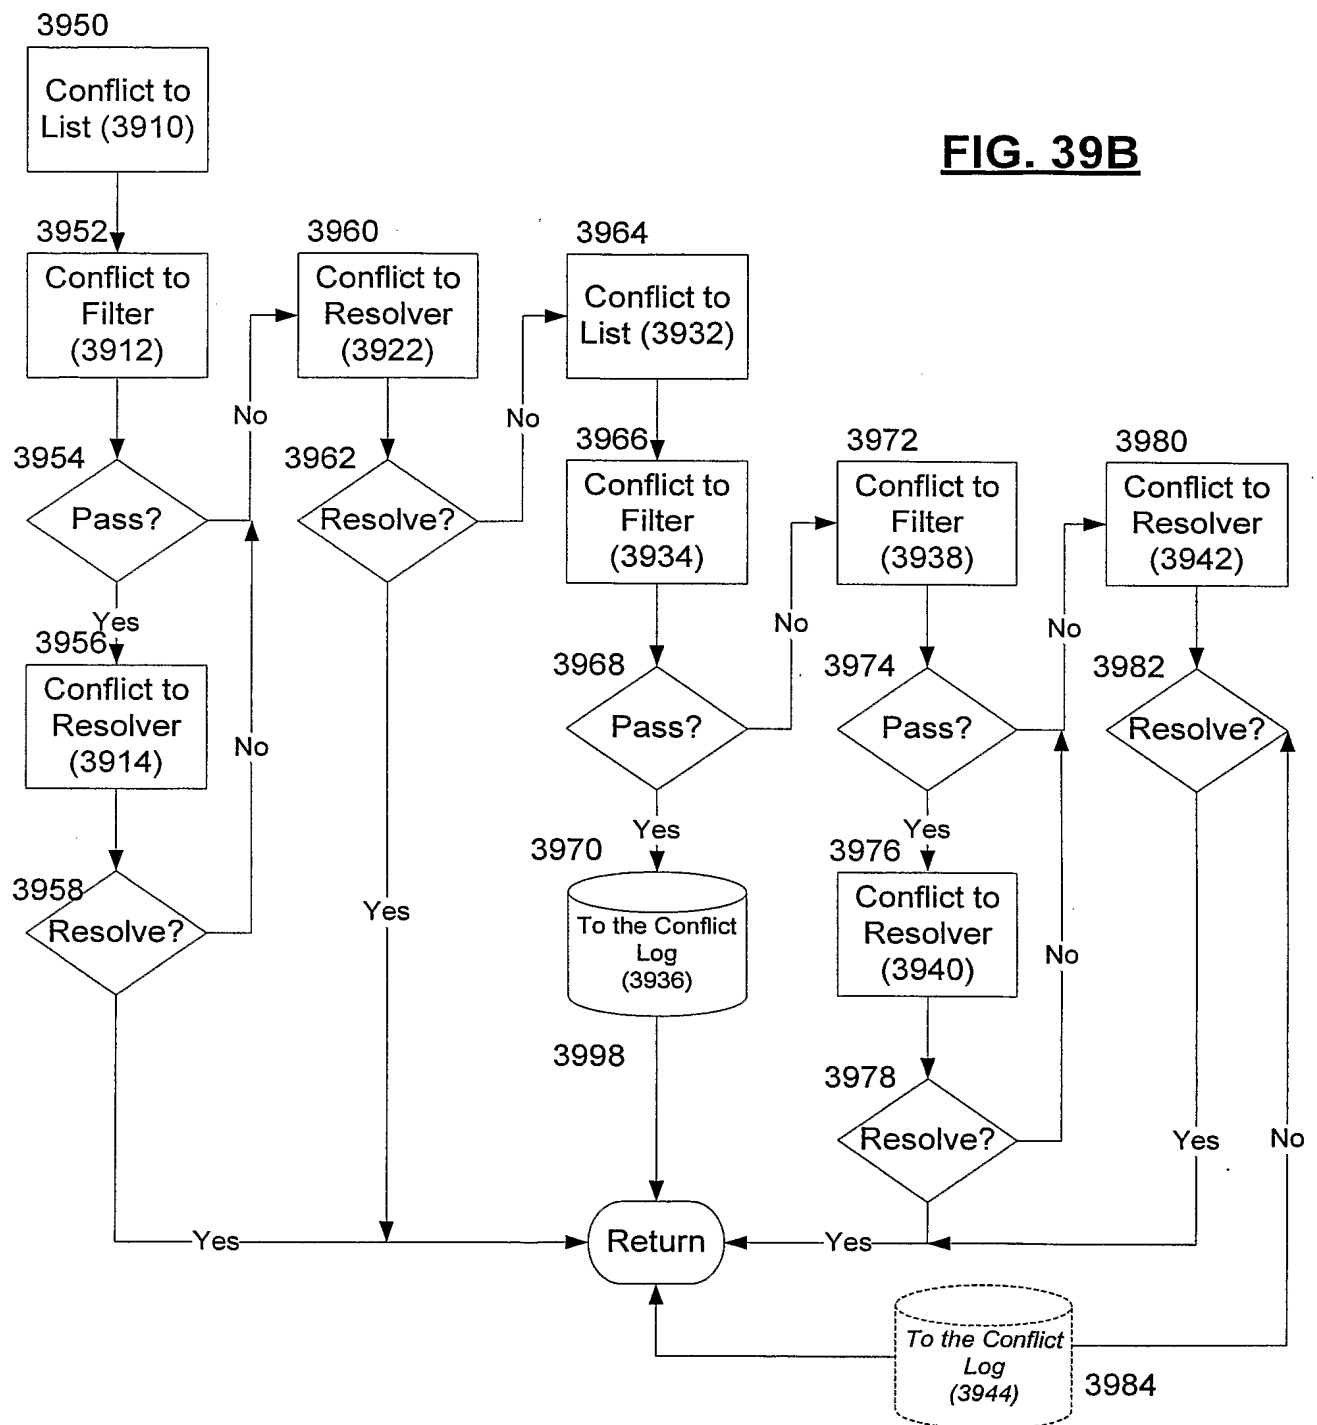 3950
Conflict to
List (3910)
FIG. 39B
3952
Conflict to
Filter
(3912)
3960
Conflict to
Resolver
(3922)
3964
Conflict to
List (3932)
No
No
3954
Pass?
3962
Resolve?
3966
Conflict to
Filter
(3934)
3972
Conflict to
Filter
(3938)
3980
Conflict to
Resolver
(3942)
Yes
3956
Conflict to
Resolver
(3914)
No
No
No
3968
Pass?
3974
Pass?
3982
Resolve?
Yes
Yes
3958
Resolve?
Yes
3970
To the Conflict
Log
(3936)
3976
Conflict to
Resolver
(3940)
No
3998
3978
Resolve?
Yes
No
Yes
Return
Yes
To the Conflict
Log
(3944)
3984